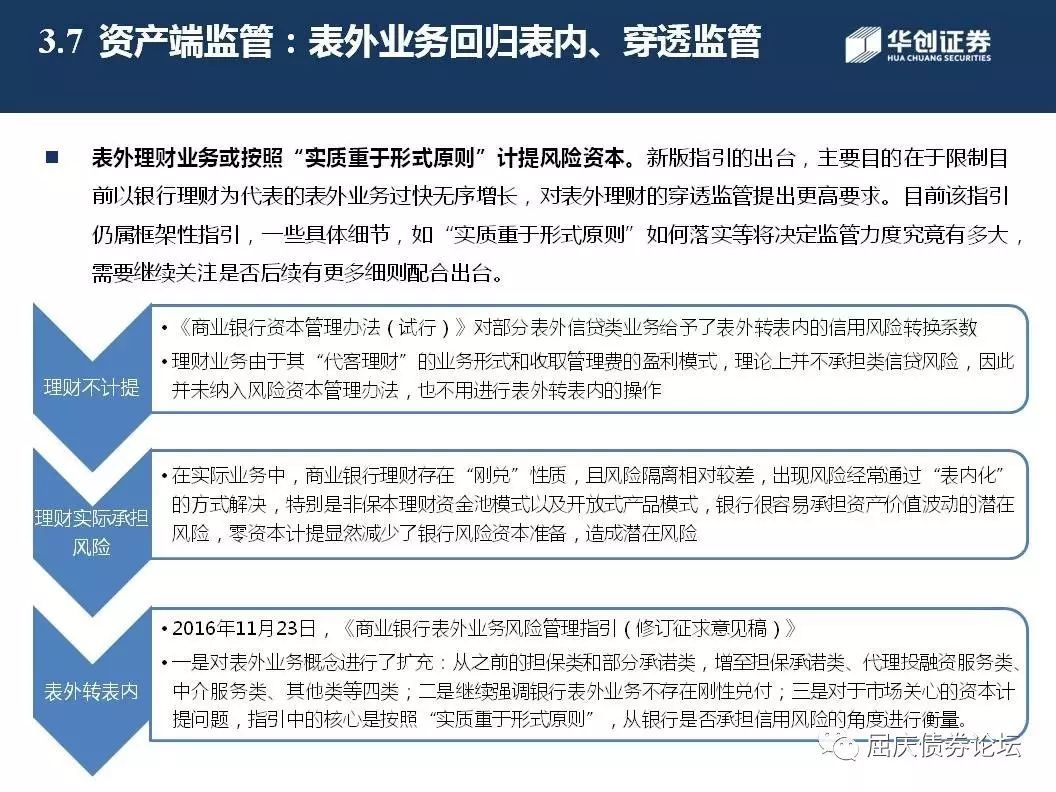 3.7 资产端监管：表外业务回归表内、穿透监管
华创证券
HUA CHUANG SECURITIES
表外理财业务或按照“实质重于形式原则”计提风险资本。新版指引的出台，主要目的在于限制目
前以银行理财为代表的表外业务过快无序增长，对表外理财的穿透监管提出更高要求。目前该指引
仍属框架性指引，一些具体细节，如“实质重于形式原则”如何落实等将决定监管力度究竟有多大，
需要继续关注是否后续有更多细则配合出台。
理财不计提
•《商业银行资本管理办法（试行）》对部分表外信贷类业务给予了表外转表内的信用风险转换系数
•理财业务由于其“代客理财”的业务形式和收取管理费的盈利模式，理论上并不承担类信贷风险，因此
并未纳入风险资本管理办法，也不用进行表外转表内的操作
理财实际承担
风险
•在实际业务中，商业银行理财存在“刚兑”性质，且风险隔离相对较差，出现风险经常通过“表内化”
的方式解决，特别是非保本理财资金池模式以及开放式产品模式，银行很容易承担资产价值波动的潜在
风险，零资本计提显然减少了银行风险资本准备，造成潜在风险
表外转表内
•2016年11月23日，《商业银行表外业务风险管理指引（修订征求意见稿）》
•一是对表外业务概念进行了扩充：从之前的担保类和部分承诺类，增至担保承诺类、代理投融资服务类、
中介服务类、其他类等四类；二是继续强调银行表外业务不存在刚性兑付；三是对于市场关心的资本计
提问题，指引中的核心是按照“实质重于形式原则”，从银行是否承担信用风险的角度进行衡量。
屈庆债券论坛